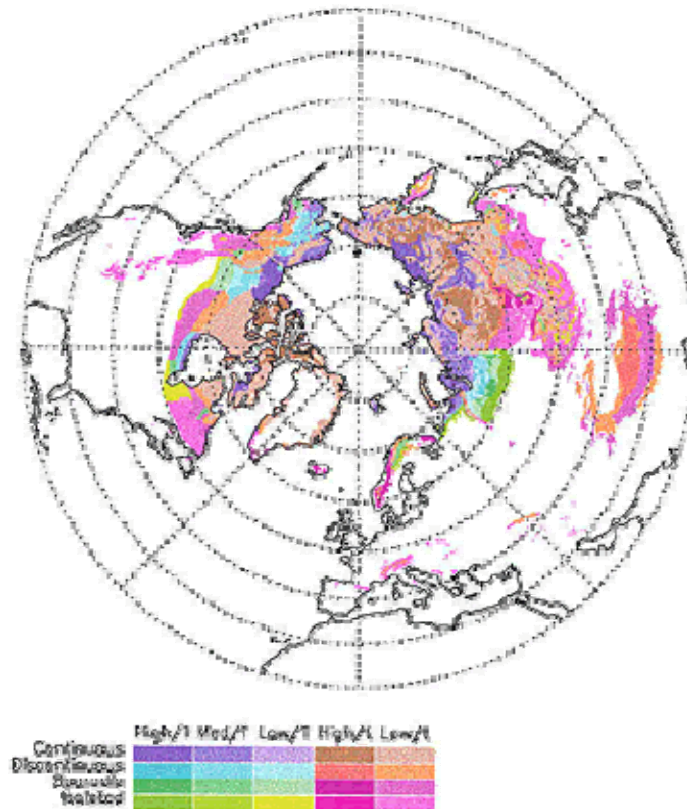 High/T Med/T Low/T High/t Low/t
Continuous
Discontinuous
Sporadic
Isolated